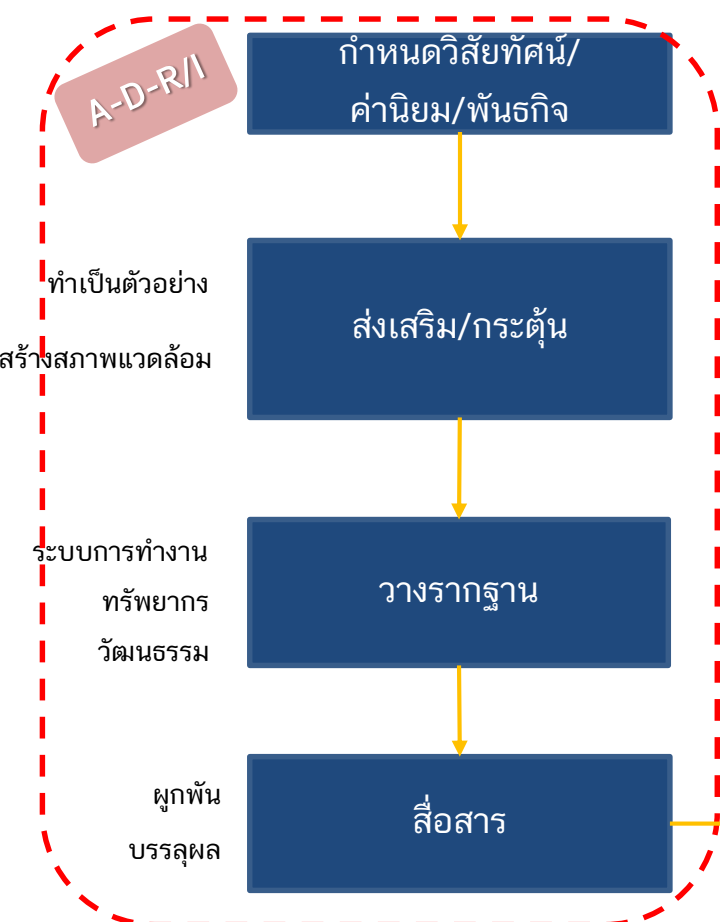 A-D-R/I
กำหนดวิสัยทัศน์/
ค่านิยม/พันธกิจ
ทำเป็นตัวอย่าง
สร้างสภาพแวดล้อม
ส่งเสริม/กระตุ้น
ระบบการทำงาน
ทรัพยากร
วัฒนธรรม
วางรากฐาน
ผูกพัน
บรรลุผล
สื่อสาร